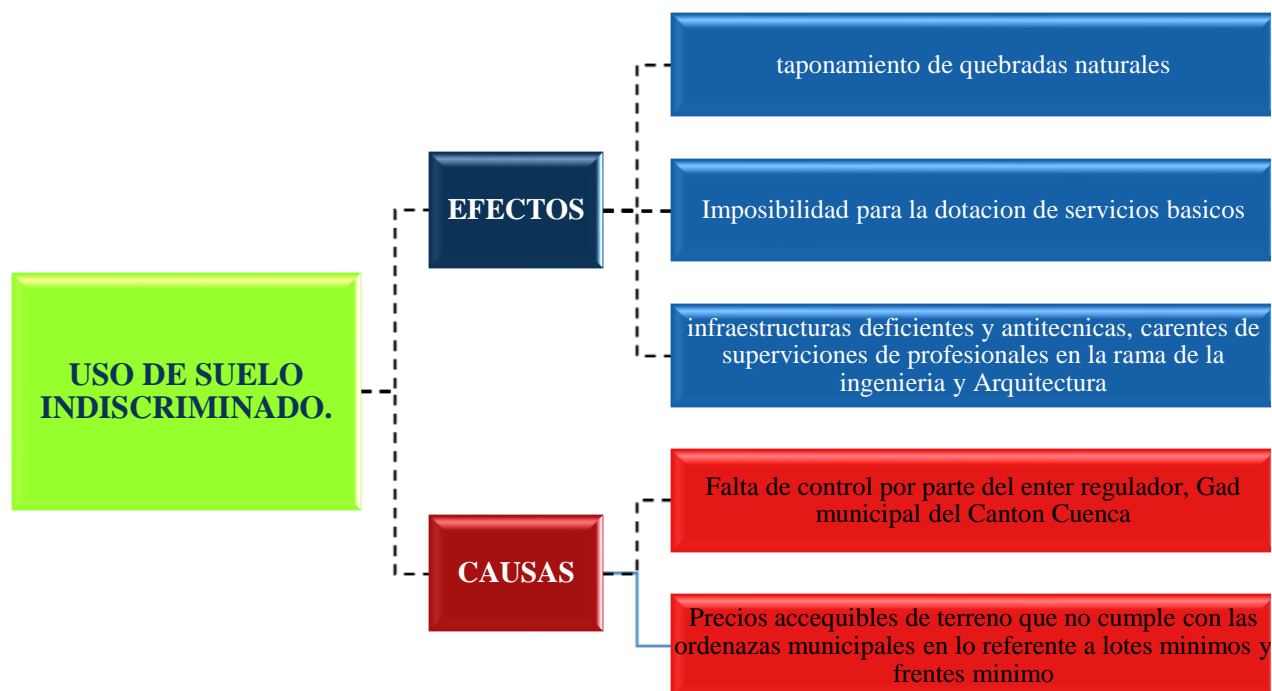 USO DE SUELO
INDISCRIMINADO.
EFECTOS
taponamiento de quebradas naturales
Imposibilidad para la dotacion de servicios basicos
infraestructuras deficientes y antitecnicas, carentes de
superviciones de profesionales en la rama de la
ingenieria y Arquitectura
CAUSAS
Falta de control por parte del enter regulador, Gad
municipal del Canton Cuenca
Precios accequibles de terreno que no cumple con las
ordenazas municipales en lo referente a lotes minimos y
frentes minimo